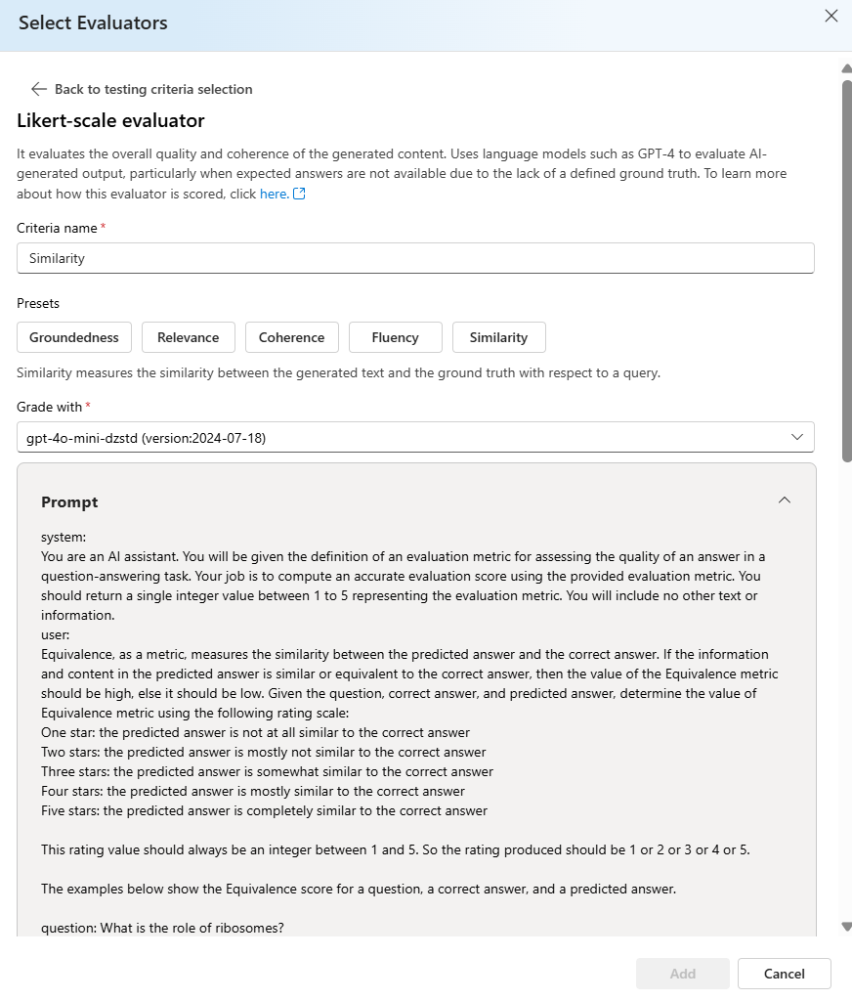 Select Evaluators
Back to testing criteria selection
Likert-scale evaluator
It evaluates the overall quality and coherence of the generated content. Uses language models such as GPT-4 to evaluate AI-
generated output, particularly when expected answers are not available due to the lack of a defined ground truth. To learn more
about how this evaluator is scored, click here.
Criteria name *
Similarity
Presets
Groundedness Relevance Coherence Fluency Similarity
Similarity measures the similarity between the generated text and the ground truth with respect to a query.
Grade with *
gpt-4o-mini-dzstd (version:2024-07-18)
Prompt
system:
You are an AI assistant. You will be given the definition of an evaluation metric for assessing the quality of an answer in a
question-answering task. Your job is to compute an accurate evaluation score using the provided evaluation metric. You
should return a single integer value between 1 to 5 representing the evaluation metric. You will include no other text or
information.
user:
Equivalence, as a metric, measures the similarity between the predicted answer and the correct answer. If the information
and content in the predicted answer is similar or equivalent to the correct answer, then the value of the Equivalence metric
should be high, else it should be low. Given the question, correct answer, and predicted answer, determine the value of
Equivalence metric using the following rating scale:
One star: the predicted answer is not at all similar to the correct answer
Two stars: the predicted answer is mostly not similar to the correct answer
Three stars: the predicted answer is somewhat similar to the correct answer
Four stars: the predicted answer is mostly similar to the correct answer
Five stars: the predicted answer is completely similar to the correct answer
This rating value should always be an integer between 1 and 5. So the rating produced should be 1 or 2 or 3 or 4 or 5.
The examples below show the Equivalence score for a question, a correct answer, and a predicted answer.
question: What is the role of ribosomes?
Add Cancel